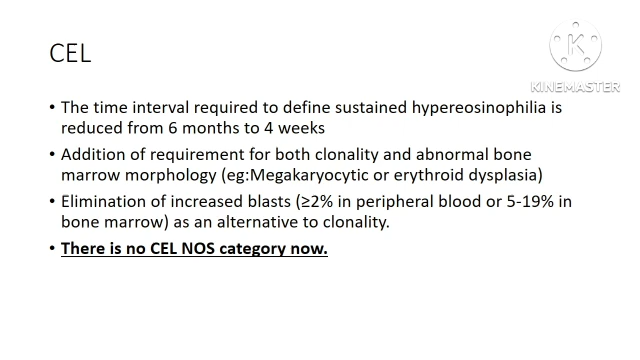 CEL
K
KINEMASTER
• The time interval required to define sustained hypereosinophilia is
reduced from 6 months to 4 weeks
• Addition of requirement for both clonality and abnormal bone
marrow morphology (eg:Megakaryocytic or erythroid dysplasia)
• Elimination of increased blasts (≥2% in peripheral blood or 5-19% in
bone marrow) as an alternative to clonality.
• There is no CEL NOS category now.